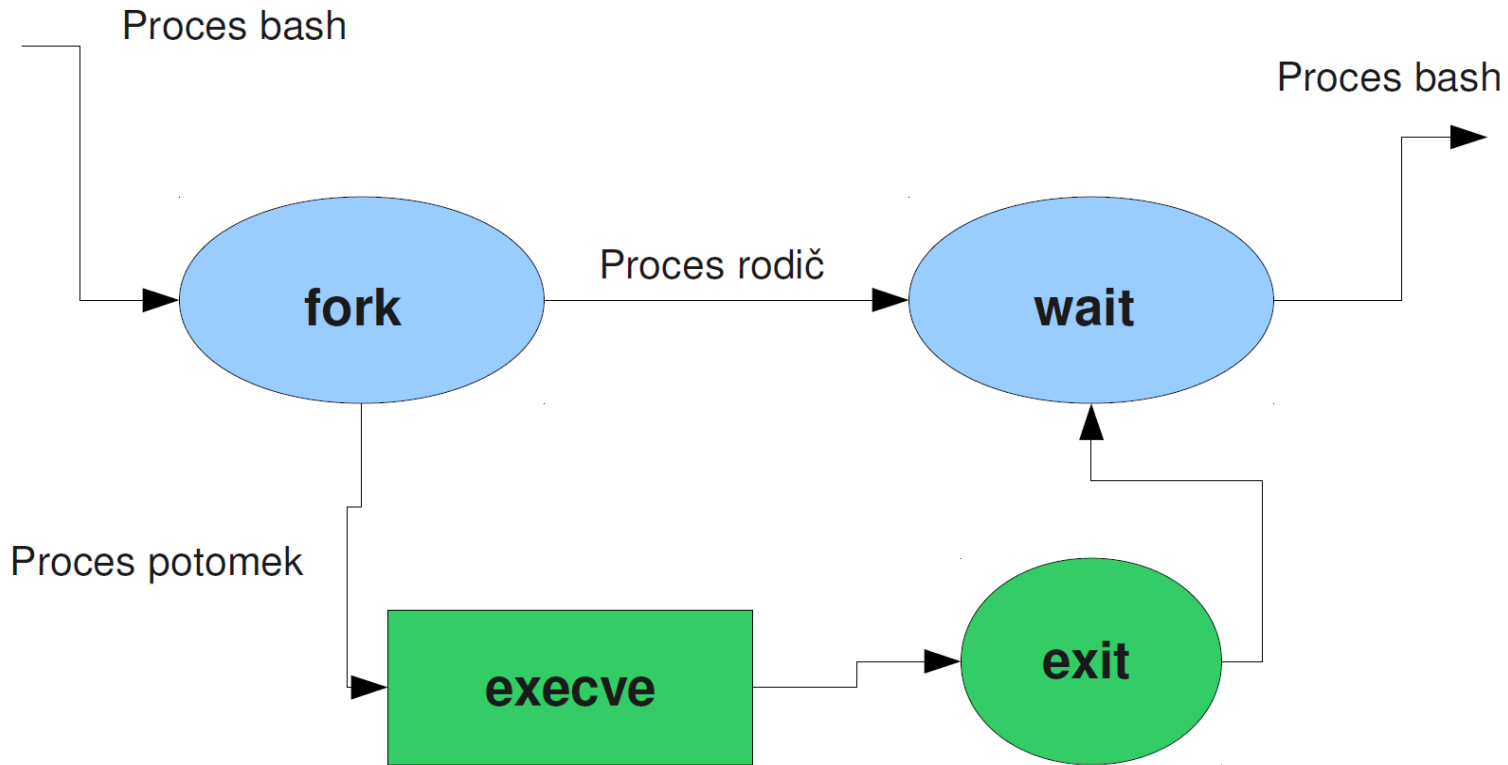 Proces bash
Proces bash
Proces rodič
fork
wait
Proces potomek
execve
exit